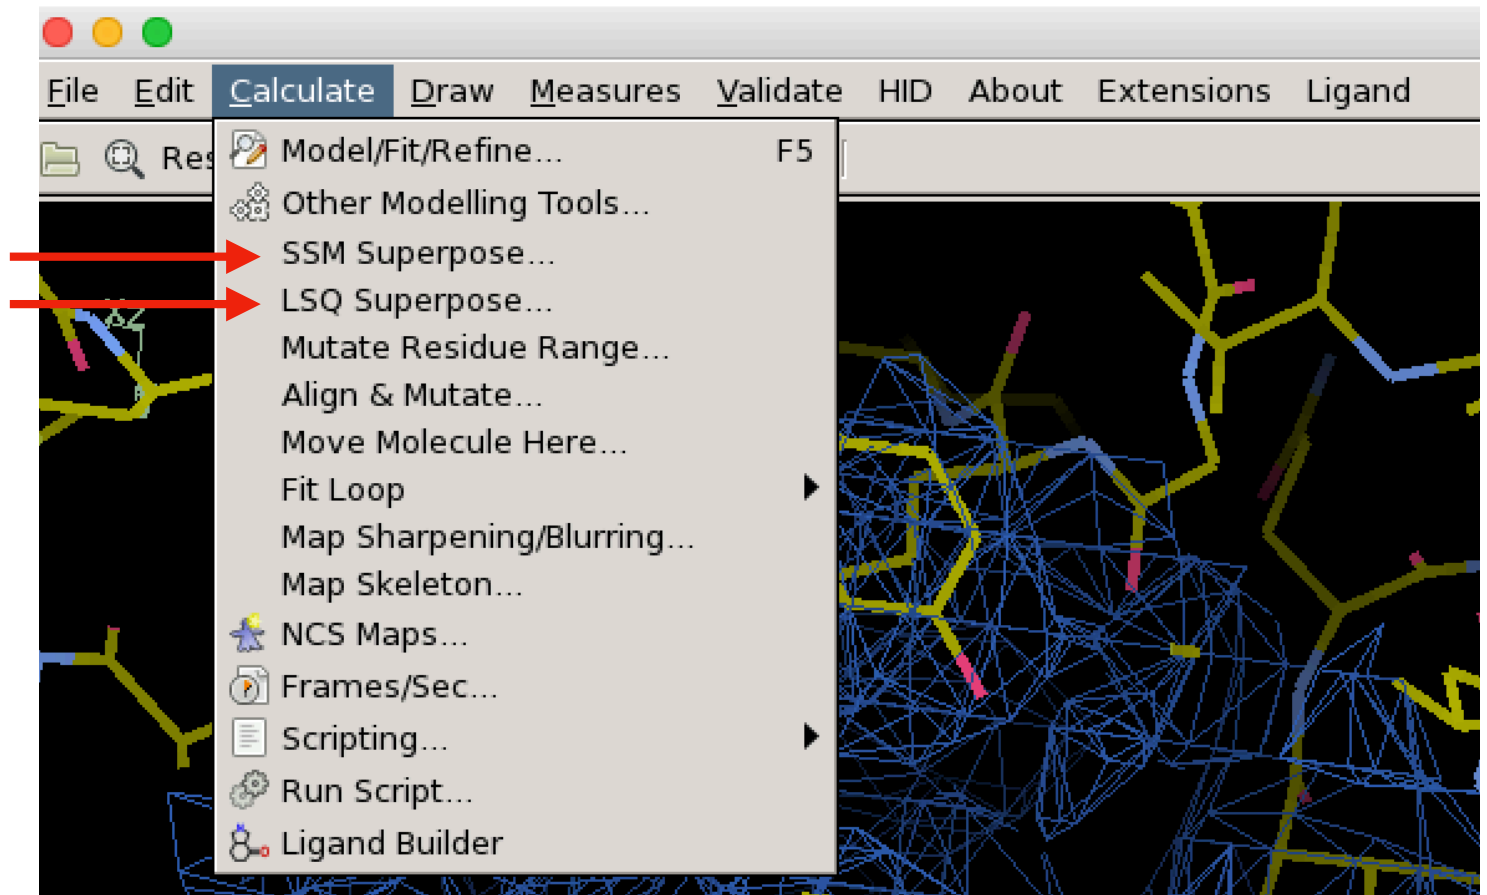 File Edit Calculate Draw Measures Validate HID About Extensions Ligand
Res
Model/Fit/Refine... F5
Other Modelling Tools...
SSM Superpose...
LSQ Superpose...
Mutate Residue Range...
Align & Mutate...
Move Molecule Here...
Fit Loop
Map Sharpening/Blurring...
Map Skeleton...
NCS Maps...
Frames/Sec...
Scripting...
Run Script...
Ligand Builder